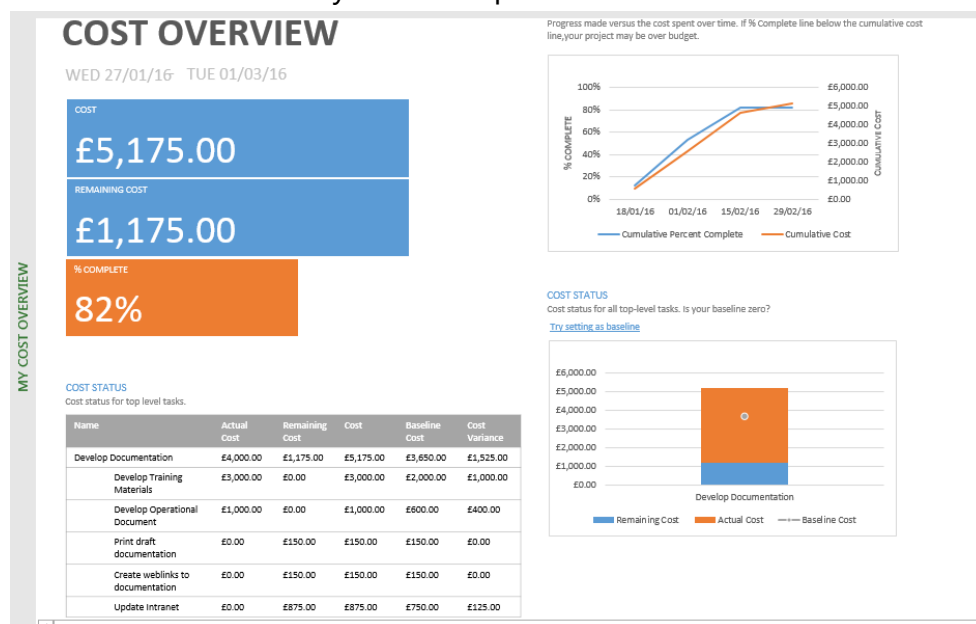 COST OVERVIEW
WED 27/01/16 - TUE 01/03/16
COST
£5,175.00
REMAINING COST
£1,175.00
% COMPLETE
82%
MY COST OVERVIEW
COST STATUS
Cost status for top level tasks.
Name Actual Cost Remaining Cost Cost Baseline Cost Cost Variance
Develop Documentation £4,000.00 £1,175.00 £5,175.00 £3,650.00 £1,525.00
Develop Training Materials £3,000.00 £0.00 £3,000.00 £2,000.00 £1,000.00
Develop Operational Document £1,000.00 £0.00 £1,000.00 £600.00 £400.00
Print draft documentation £0.00 £150.00 £150.00 £150.00 £0.00
Create weblinks to documentation £0.00 £150.00 £150.00 £150.00 £0.00
Update Intranet £0.00 £875.00 £875.00 £750.00 £125.00
Progress made versus the cost spent over time. If % Complete line below the cumulative cost
line,your project may be over budget.
% COMPLETE
100%
80%
60%
40%
20%
0%
£6,000.00
£5,000.00
£4,000.00
£3,000.00
£2,000.00
£1,000.00
£0.00
CUMULATIVE COST
18/01/16 01/02/16 15/02/16 29/02/16
Cumulative Percent Complete Cumulative Cost
COST STATUS
Cost status for all top-level tasks. Is your baseline zero?
Try setting as baseline
£6,000.00
£5,000.00
£4,000.00
£3,000.00
£2,000.00
£1,000.00
£0.00
Develop Documentation
Remaining Cost Actual Cost Baseline Cost